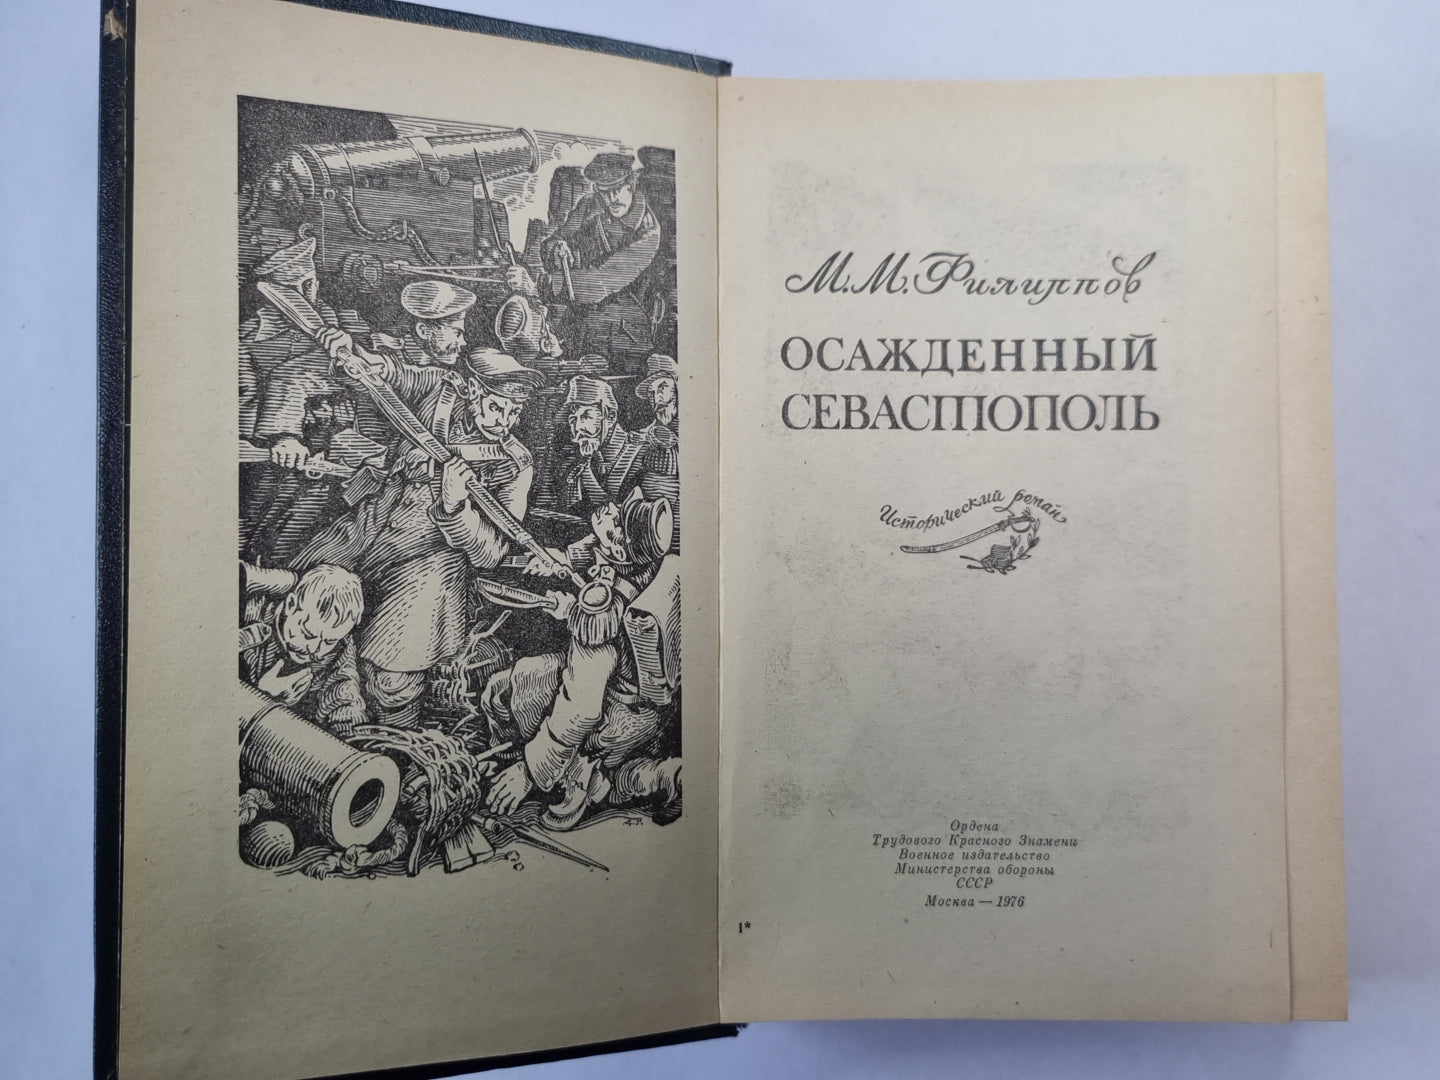 М. М. Филиппов
ОСАЖДЕННЫЙ
СЕВАСТОПОЛЬ
Исторический роман
Ордена
Трудового Красного Знамени
Военное издательство
Министерства обороны
СССР
Москва — 1976
1*